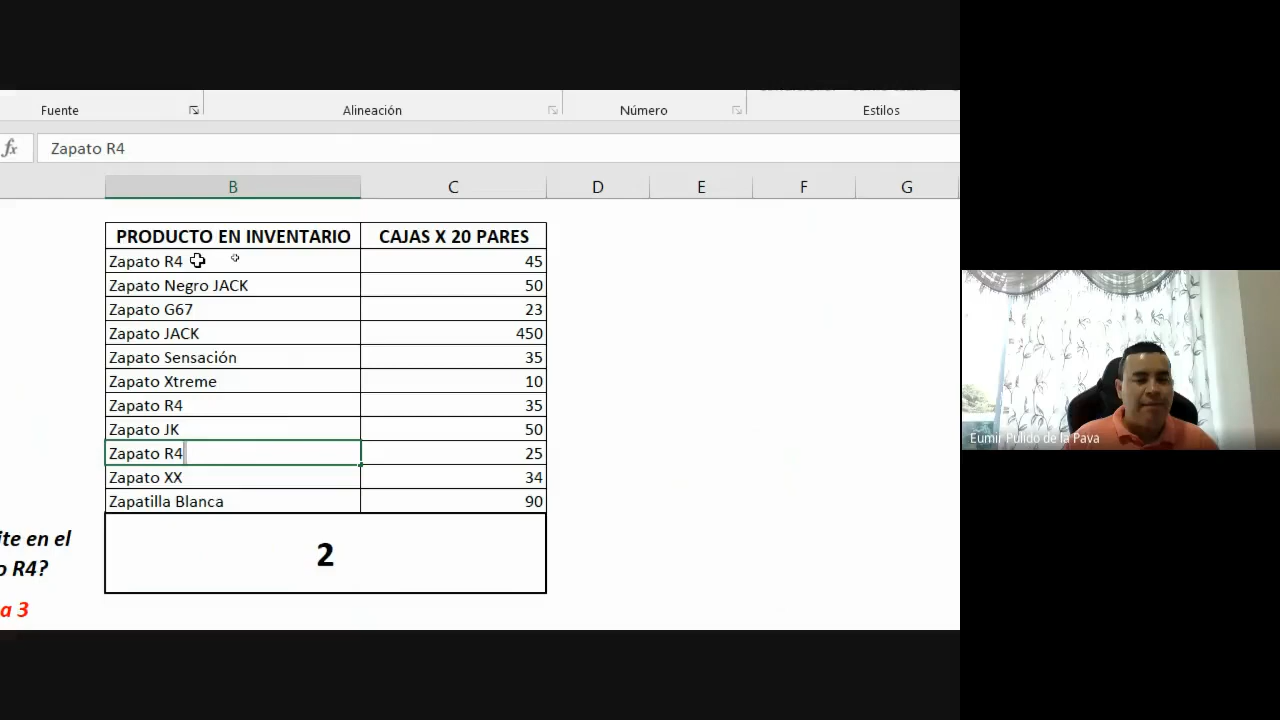 Fuente Alineación Número Estilos
fx Zapato R4
B C D E F G
PRODUCTO EN INVENTARIO CAJAS X 20 PARES
Zapato R4 45
Zapato Negro JACK 50
Zapato G67 23
Zapato JACK 450
Zapato Sensación 35
Zapato Xtreme 10
Zapato R4 35
Zapato JK 50
Zapato R4 25
Zapato XX 34
Zapatilla Blanca 90
ite en el
2
o R4?
a 3
Eumir Pulido de la Pava